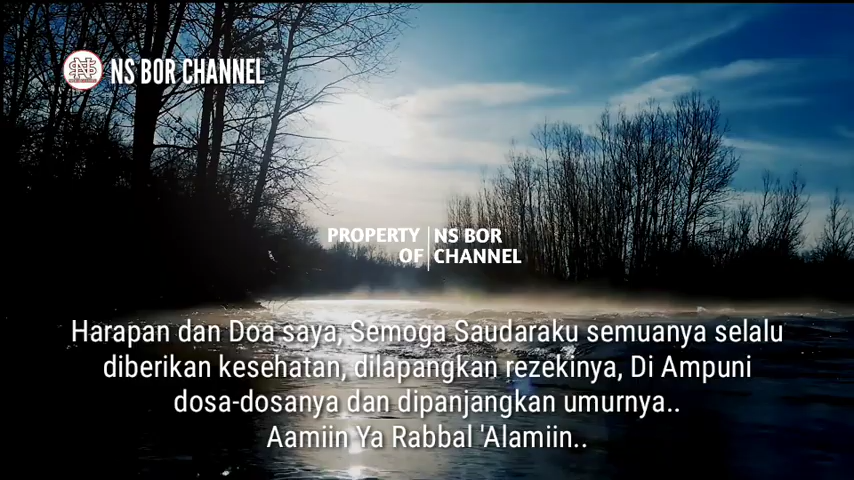 NS BOR CHANNEL
PROPERTY OF
NS BOR CHANNEL
Harapan dan Doa saya, Semoga Saudaraku semuanya selalu
diberikan kesehatan, dilapangkan rezekinya, Di Ampuni
dosa-dosanya dan dipanjangkan umurnya..
Aamiin Ya Rabbal 'Alamiin..